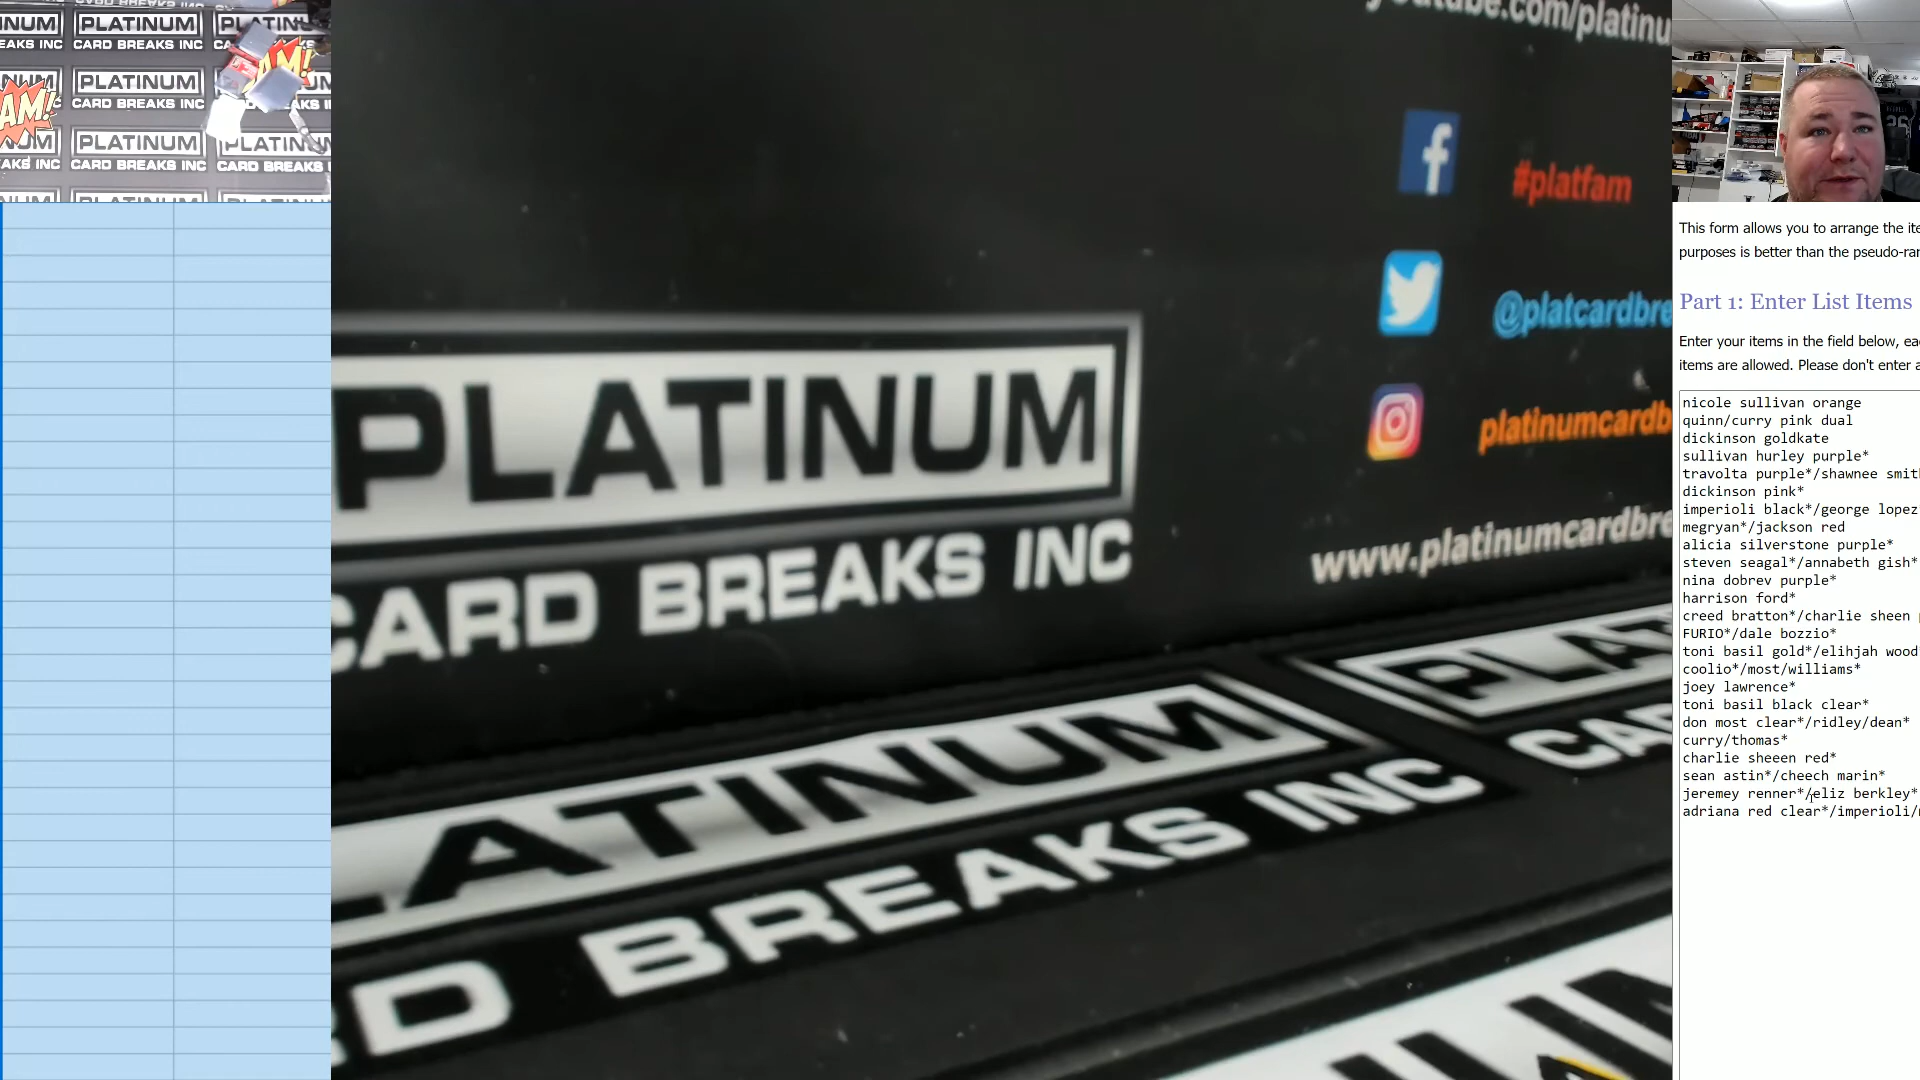 PLATINUM
CARD BREAKS INC
PLATINUM
CARD BREAKS INC
PLATINUM
CARD BREAKS INC
PLATINUM
CARD BREAKS INC
#platfam
@platcardbre
platinumcardb
www.platinumcardbre
PLATINUM
CARD BREAKS INC
This form allows you to arrange the ite
purposes is better than the pseudo-rar
Part 1: Enter List Items
Enter your items in the field below, ea
items are allowed. Please don't enter a
nicole sullivan orange
quinn/curry pink dual
dickinson goldkate
sullivan hurley purple*
travolta purple*/shawnee smit
dickinson pink*
imperioli black*/george lopez
megryan*/jackson red
alicia silverstone purple*
steven seagal*/annabeth gish*
nina dobrev purple*
harrison ford*
creed bratton*/charlie sheen
FURIO*/dale bozzio*
toni basil gold*/elihjah wood
coolio*/most/williams*
joey lawrence*
toni basil black clear*
don most clear*/ridley/dean*
curry/thomas*
charlie sheeen red*
sean astin*/cheech marin*
jeremey renner*/eliz berkley*
adriana red clear*/imperioli/